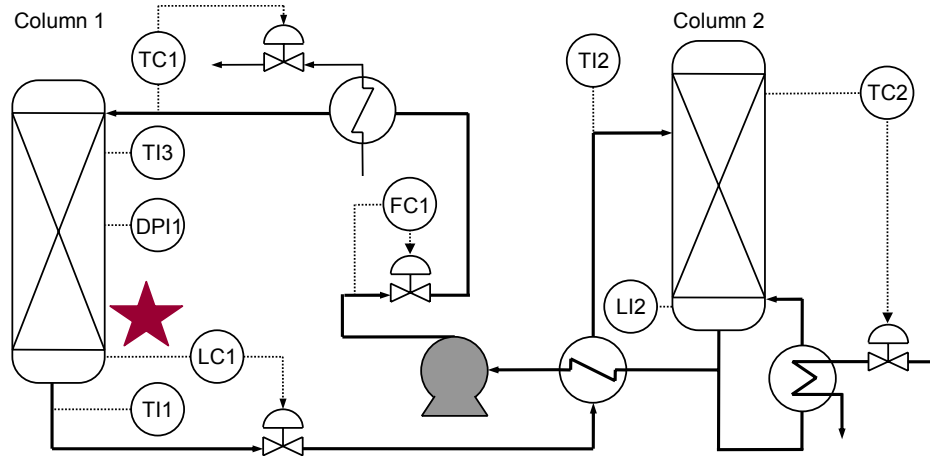 Column 1
Column 2
TC1
TI2
TC2
TI3
FC1
DPI1
LI2
LC1
TI1